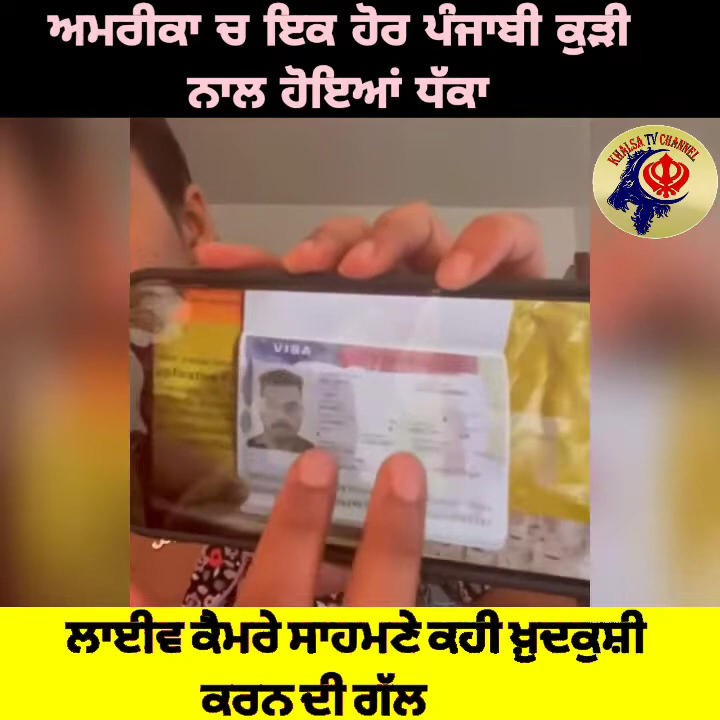 ਅਮਰੀਕਾ ਚ ਇਕ ਹੋਰ ਪੰਜਾਬੀ ਕੁੜੀ
ਨਾਲ ਹੋਇਆਂ ਧੱਕਾ
KHALSA TV CHANNEL
VISA
ਲਾਈਵ ਕੈਮਰੇ ਸਾਹਮਣੇ ਕਹੀ ਖ਼ੁਦਕੁਸ਼ੀ
ਕਰਨ ਦੀ ਗੱਲ